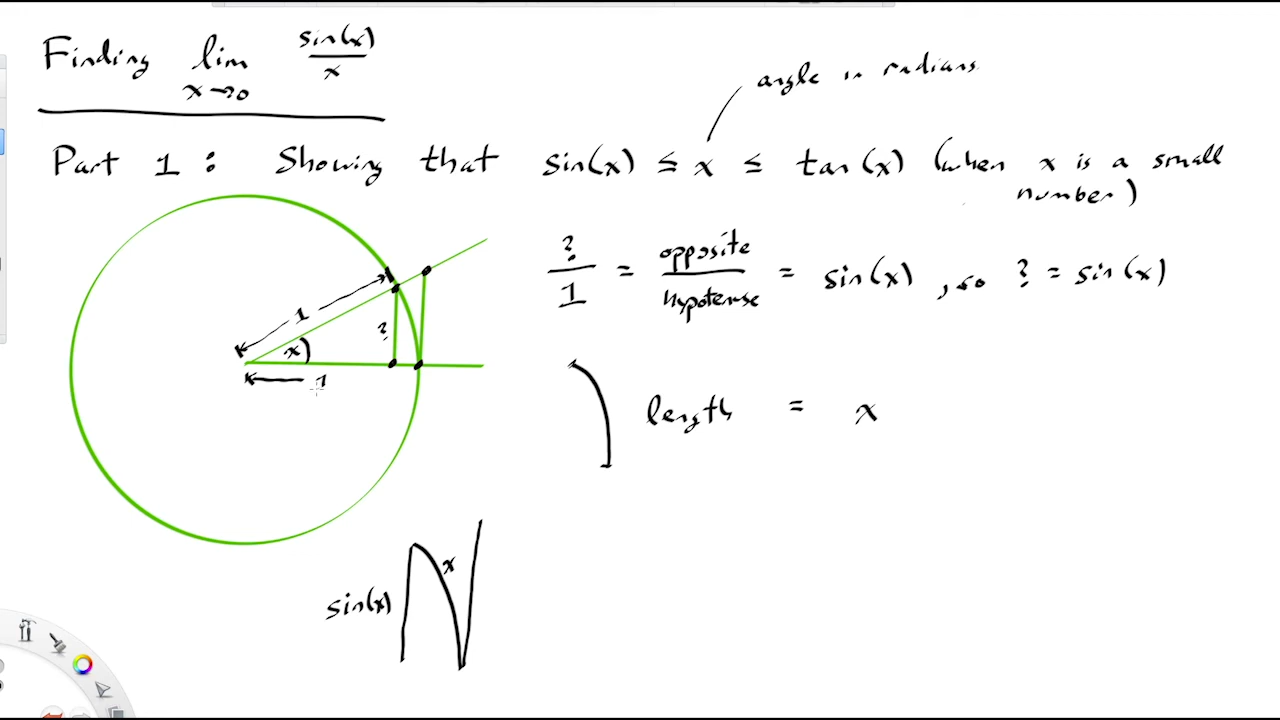 Finding lim x→0 sin(x)/x
angle in radians
Part 1: Showing that sin(x) ≤ x ≤ tan(x) (when x is a small
number)
?/1 = opposite/hypotenuse = sin(x), so ? = sin(x)
1
?
x
1
length = x
x
sin(x)